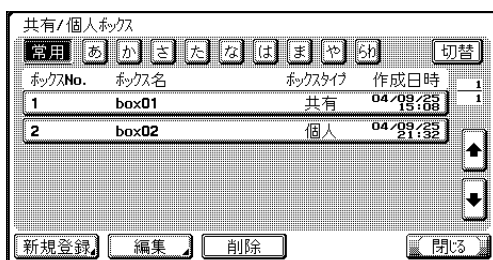 共有/個人ボックス
常用 あ か さ た な は ま や らわ 切替
ボックスNo. ボックス名 ボックスタイプ 作成日時
1 box01 共有 04/09/25 15:08
2 box02 個人 04/09/25 21:32
1
1
新規登録 編集 削除 閉じる